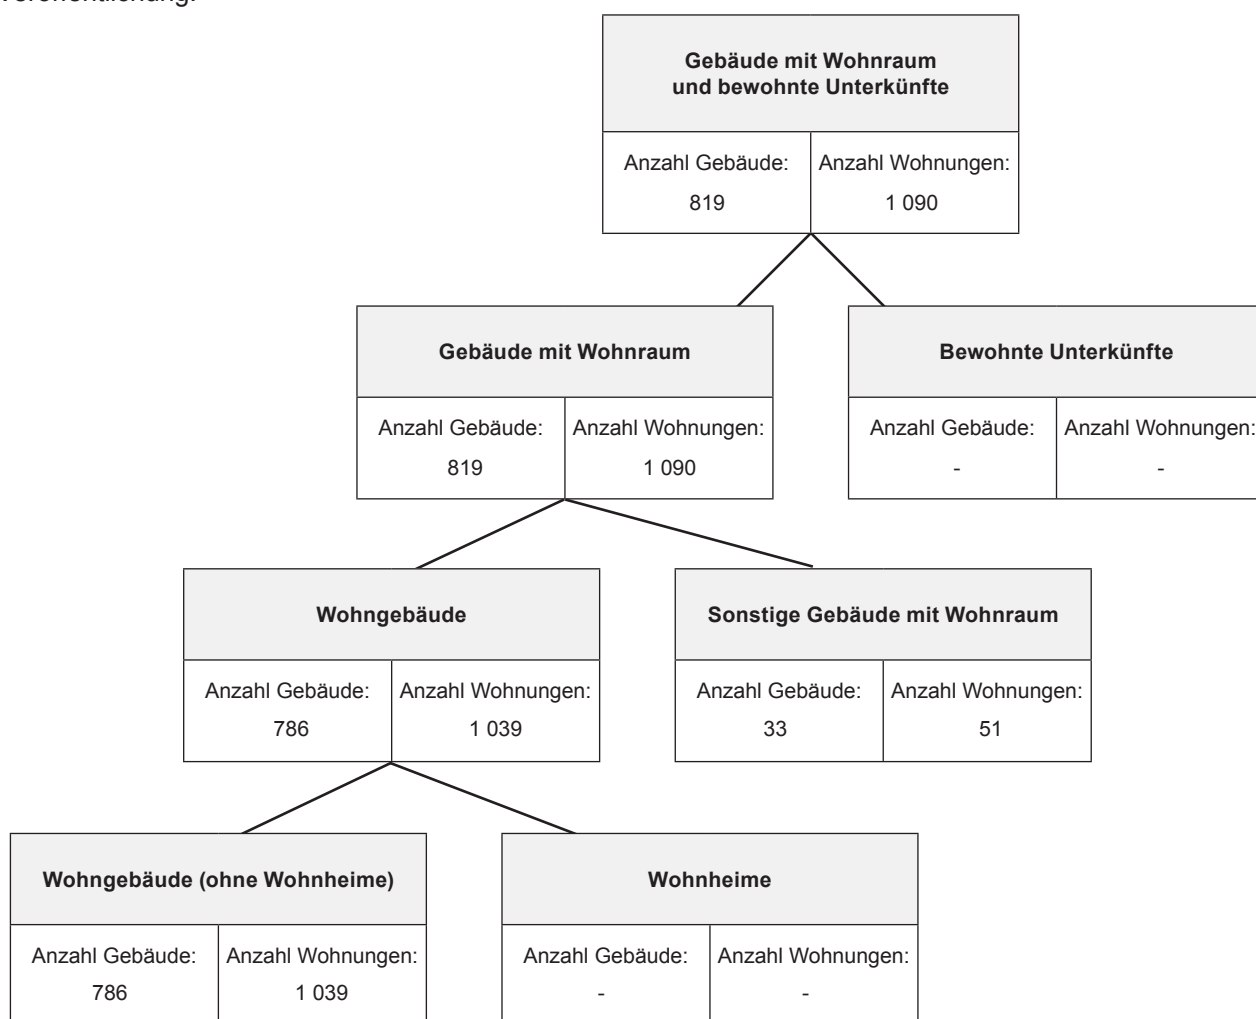 Veröffentlichung.
Gebäude mit Wohnraum
und bewohnte Unterkünfte
Anzahl Gebäude: Anzahl Wohnungen:
819 1 090
Gebäude mit Wohnraum
Anzahl Gebäude: Anzahl Wohnungen:
819 1 090
Bewohnte Unterkünfte
Anzahl Gebäude: Anzahl Wohnungen:
- -
Wohngebäude
Anzahl Gebäude: Anzahl Wohnungen:
786 1 039
Sonstige Gebäude mit Wohnraum
Anzahl Gebäude: Anzahl Wohnungen:
33 51
Wohngebäude (ohne Wohnheime)
Anzahl Gebäude: Anzahl Wohnungen:
786 1 039
Wohnheime
Anzahl Gebäude: Anzahl Wohnungen:
- -